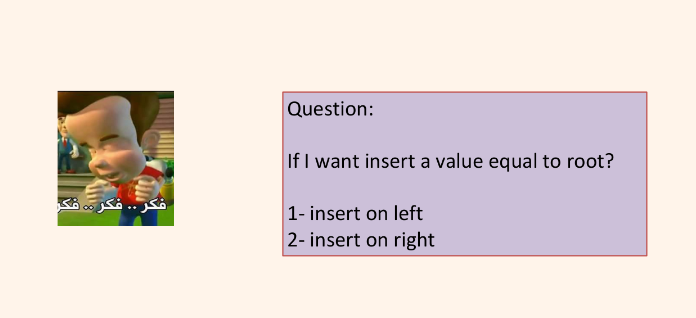 فكر .. فكر .. فكر
Question:
If I want insert a value equal to root?
1- insert on left
2- insert on right